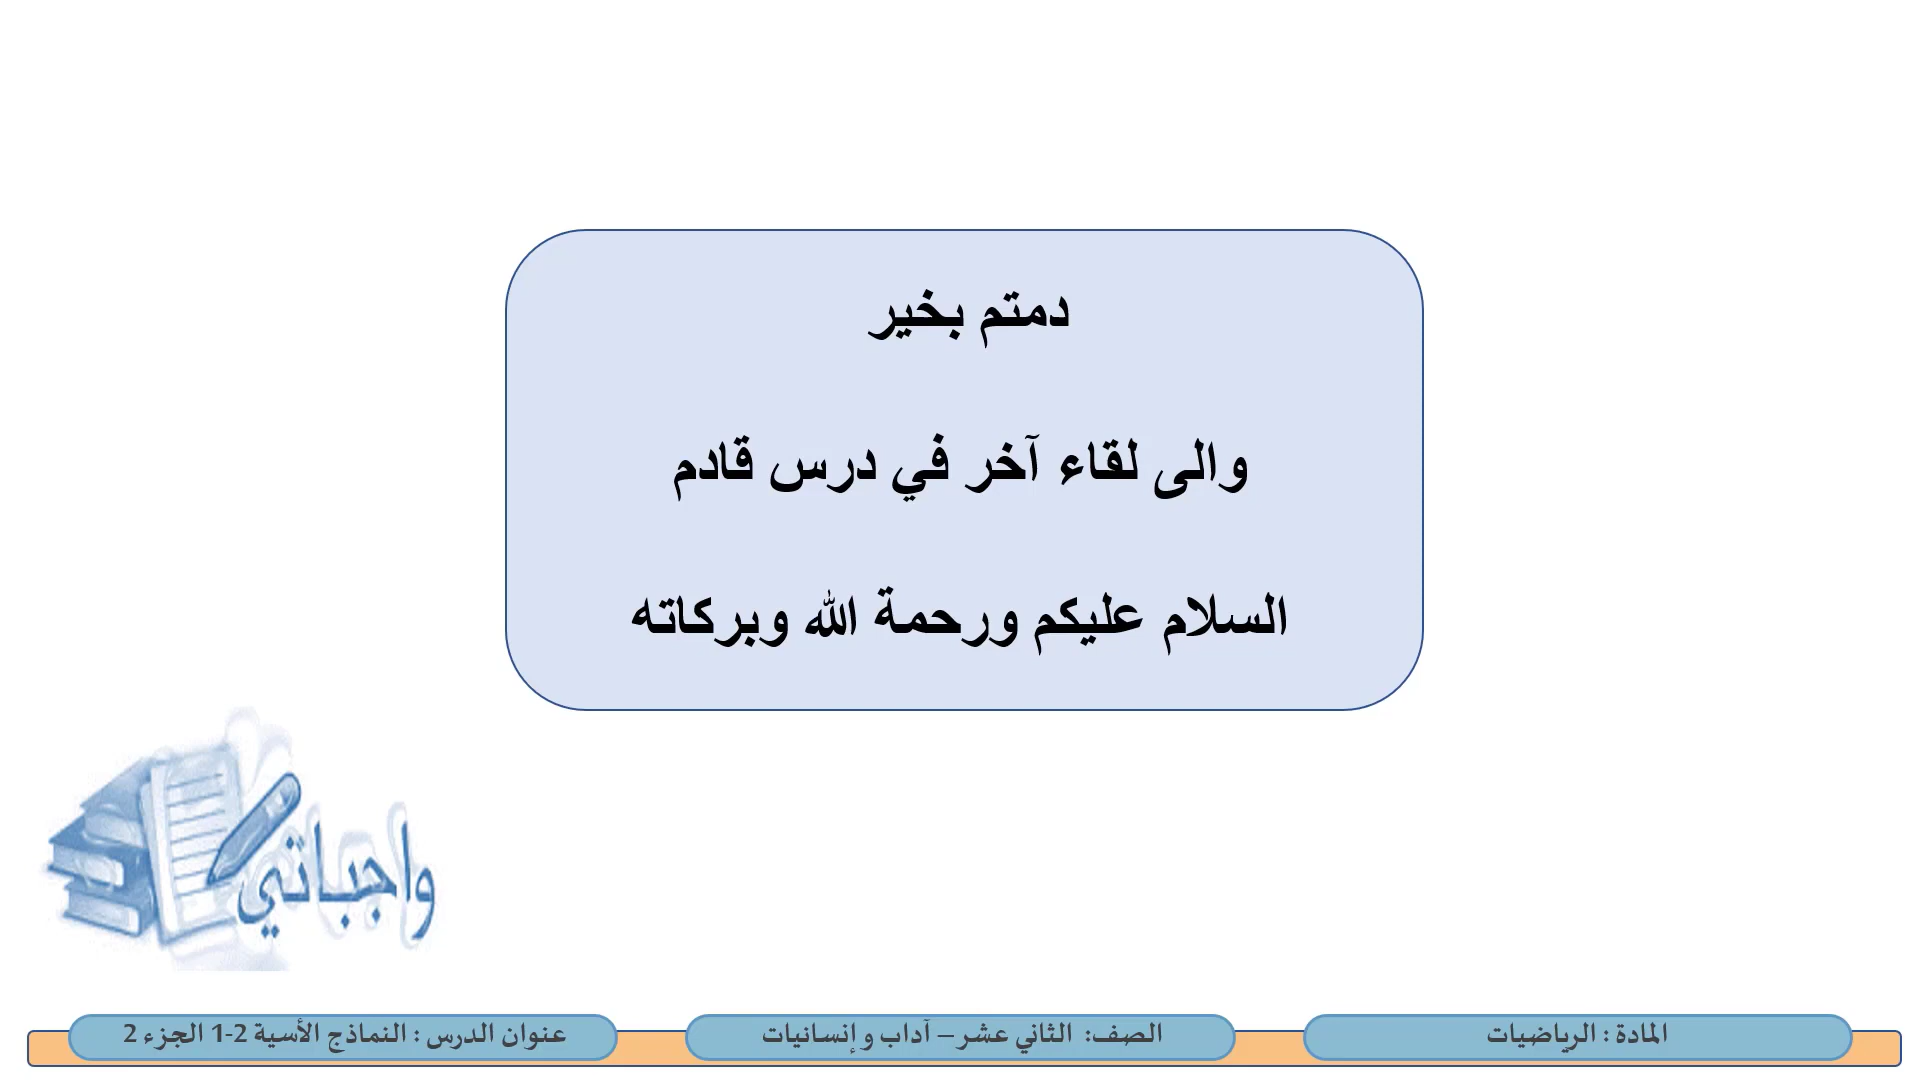 دمتم بخير
والى لقاء آخر في درس قادم
السلام عليكم ورحمة الله وبركاته
واجباتي
المادة : الرياضيات
الصف: الثاني عشر – آداب و إنسانيات
عنوان الدرس : النماذج الأسية 2-1 الجزء 2